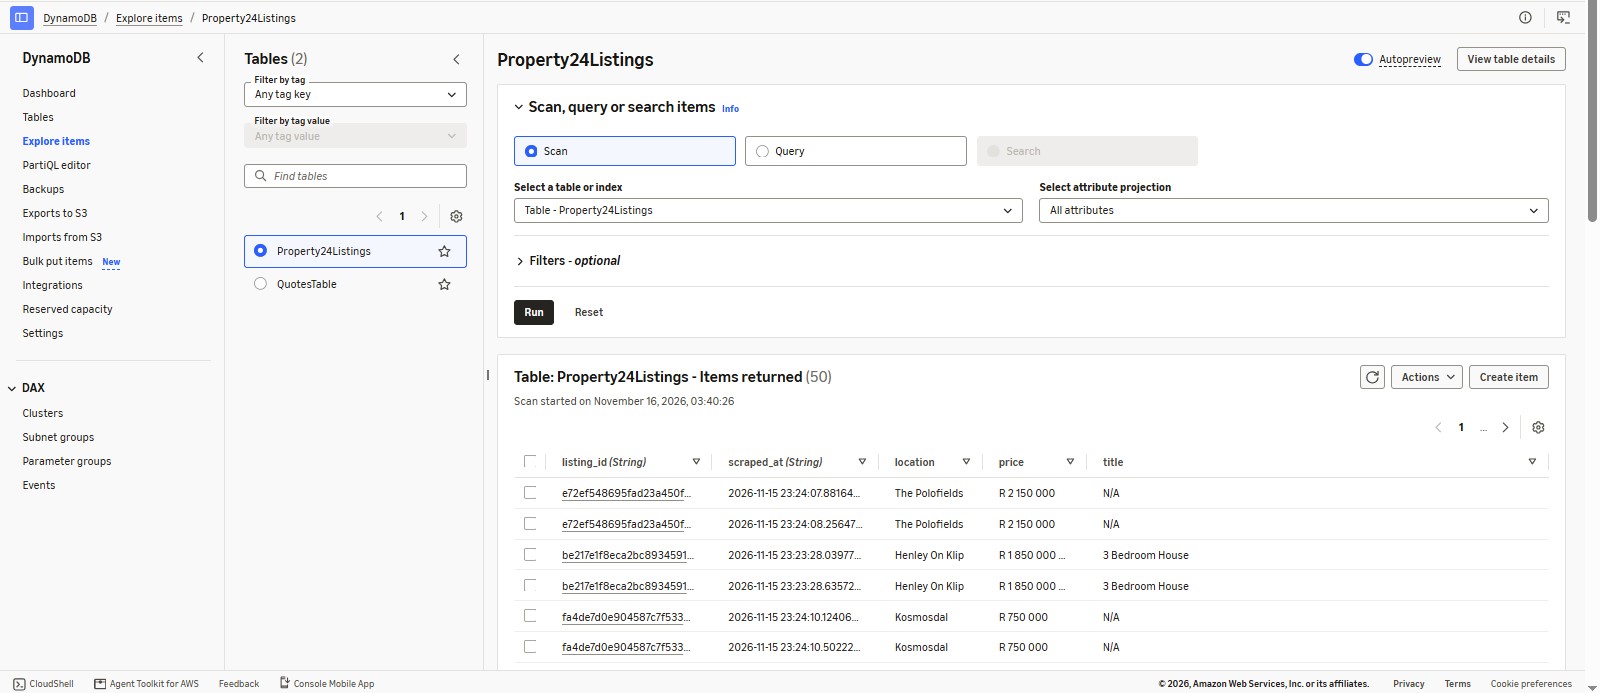 DynamoDB / Explore items / Property24Listings
DynamoDB
Dashboard
Tables
Explore items
PartiQL editor
Backups
Exports to S3
Imports from S3
Bulk put items New
Integrations
Reserved capacity
Settings
DAX
Clusters
Subnet groups
Parameter groups
Events
Tables (2)
Filter by tag
Any tag key
Filter by tag value
Any tag value
Find tables
1
Property24Listings
QuotesTable
Property24Listings
Autopreview
View table details
Scan, query or search items Info
Scan Query Search
Select a table or index Select attribute projection
Table - Property24Listings All attributes
Filters - optional
Run Reset
Table: Property24Listings - Items returned (50)
Actions Create item
Scan started on November 16, 2026, 03:40:26
1 ...
listing_id (String) scraped_at (String) location price title
e72ef548695fad23a450f... 2026-11-15 23:24:07.88164... The Polofields R 2 150 000 N/A
e72ef548695fad23a450f... 2026-11-15 23:24:08.25647... The Polofields R 2 150 000 N/A
be217e1f8eca2bc8934591... 2026-11-15 23:23:28.03977... Henley On Klip R 1 850 000 ... 3 Bedroom House
be217e1f8eca2bc8934591... 2026-11-15 23:23:28.63572... Henley On Klip R 1 850 000 ... 3 Bedroom House
fa4de7d0e904587c7f533... 2026-11-15 23:24:10.12406... Kosmosdal R 750 000 N/A
fa4de7d0e904587c7f533... 2026-11-15 23:24:10.50222... Kosmosdal R 750 000 N/A
CloudShell Agent Toolkit for AWS Feedback Console Mobile App © 2026, Amazon Web Services, Inc. or its affiliates. Privacy Terms Cookie preferences